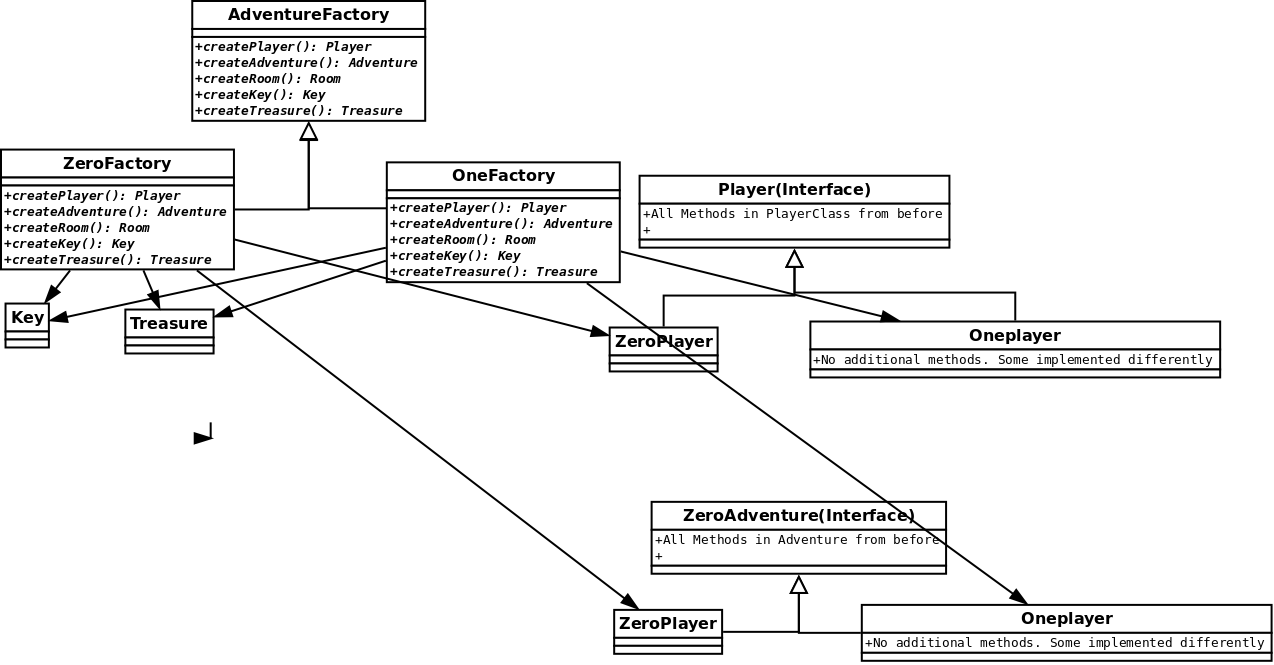 AdventureFactory
+createPlayer(): Player
+createAdventure(): Adventure
+createRoom(): Room
+createKey(): Key
+createTreasure(): Treasure
ZeroFactory
+createPlayer(): Player
+createAdventure(): Adventure
+createRoom(): Room
+createKey(): Key
+createTreasure(): Treasure
OneFactory
+createPlayer(): Player
+createAdventure(): Adventure
+createRoom(): Room
+createKey(): Key
+createTreasure(): Treasure
Player(Interface)
+All Methods in PlayerClass from before
+
Key
Treasure
ZeroPlayer
Oneplayer
+No additional methods. Some implemented differently
ZeroAdventure(Interface)
+All Methods in Adventure from before
+
ZeroPlayer
Oneplayer
+No additional methods. Some implemented differently